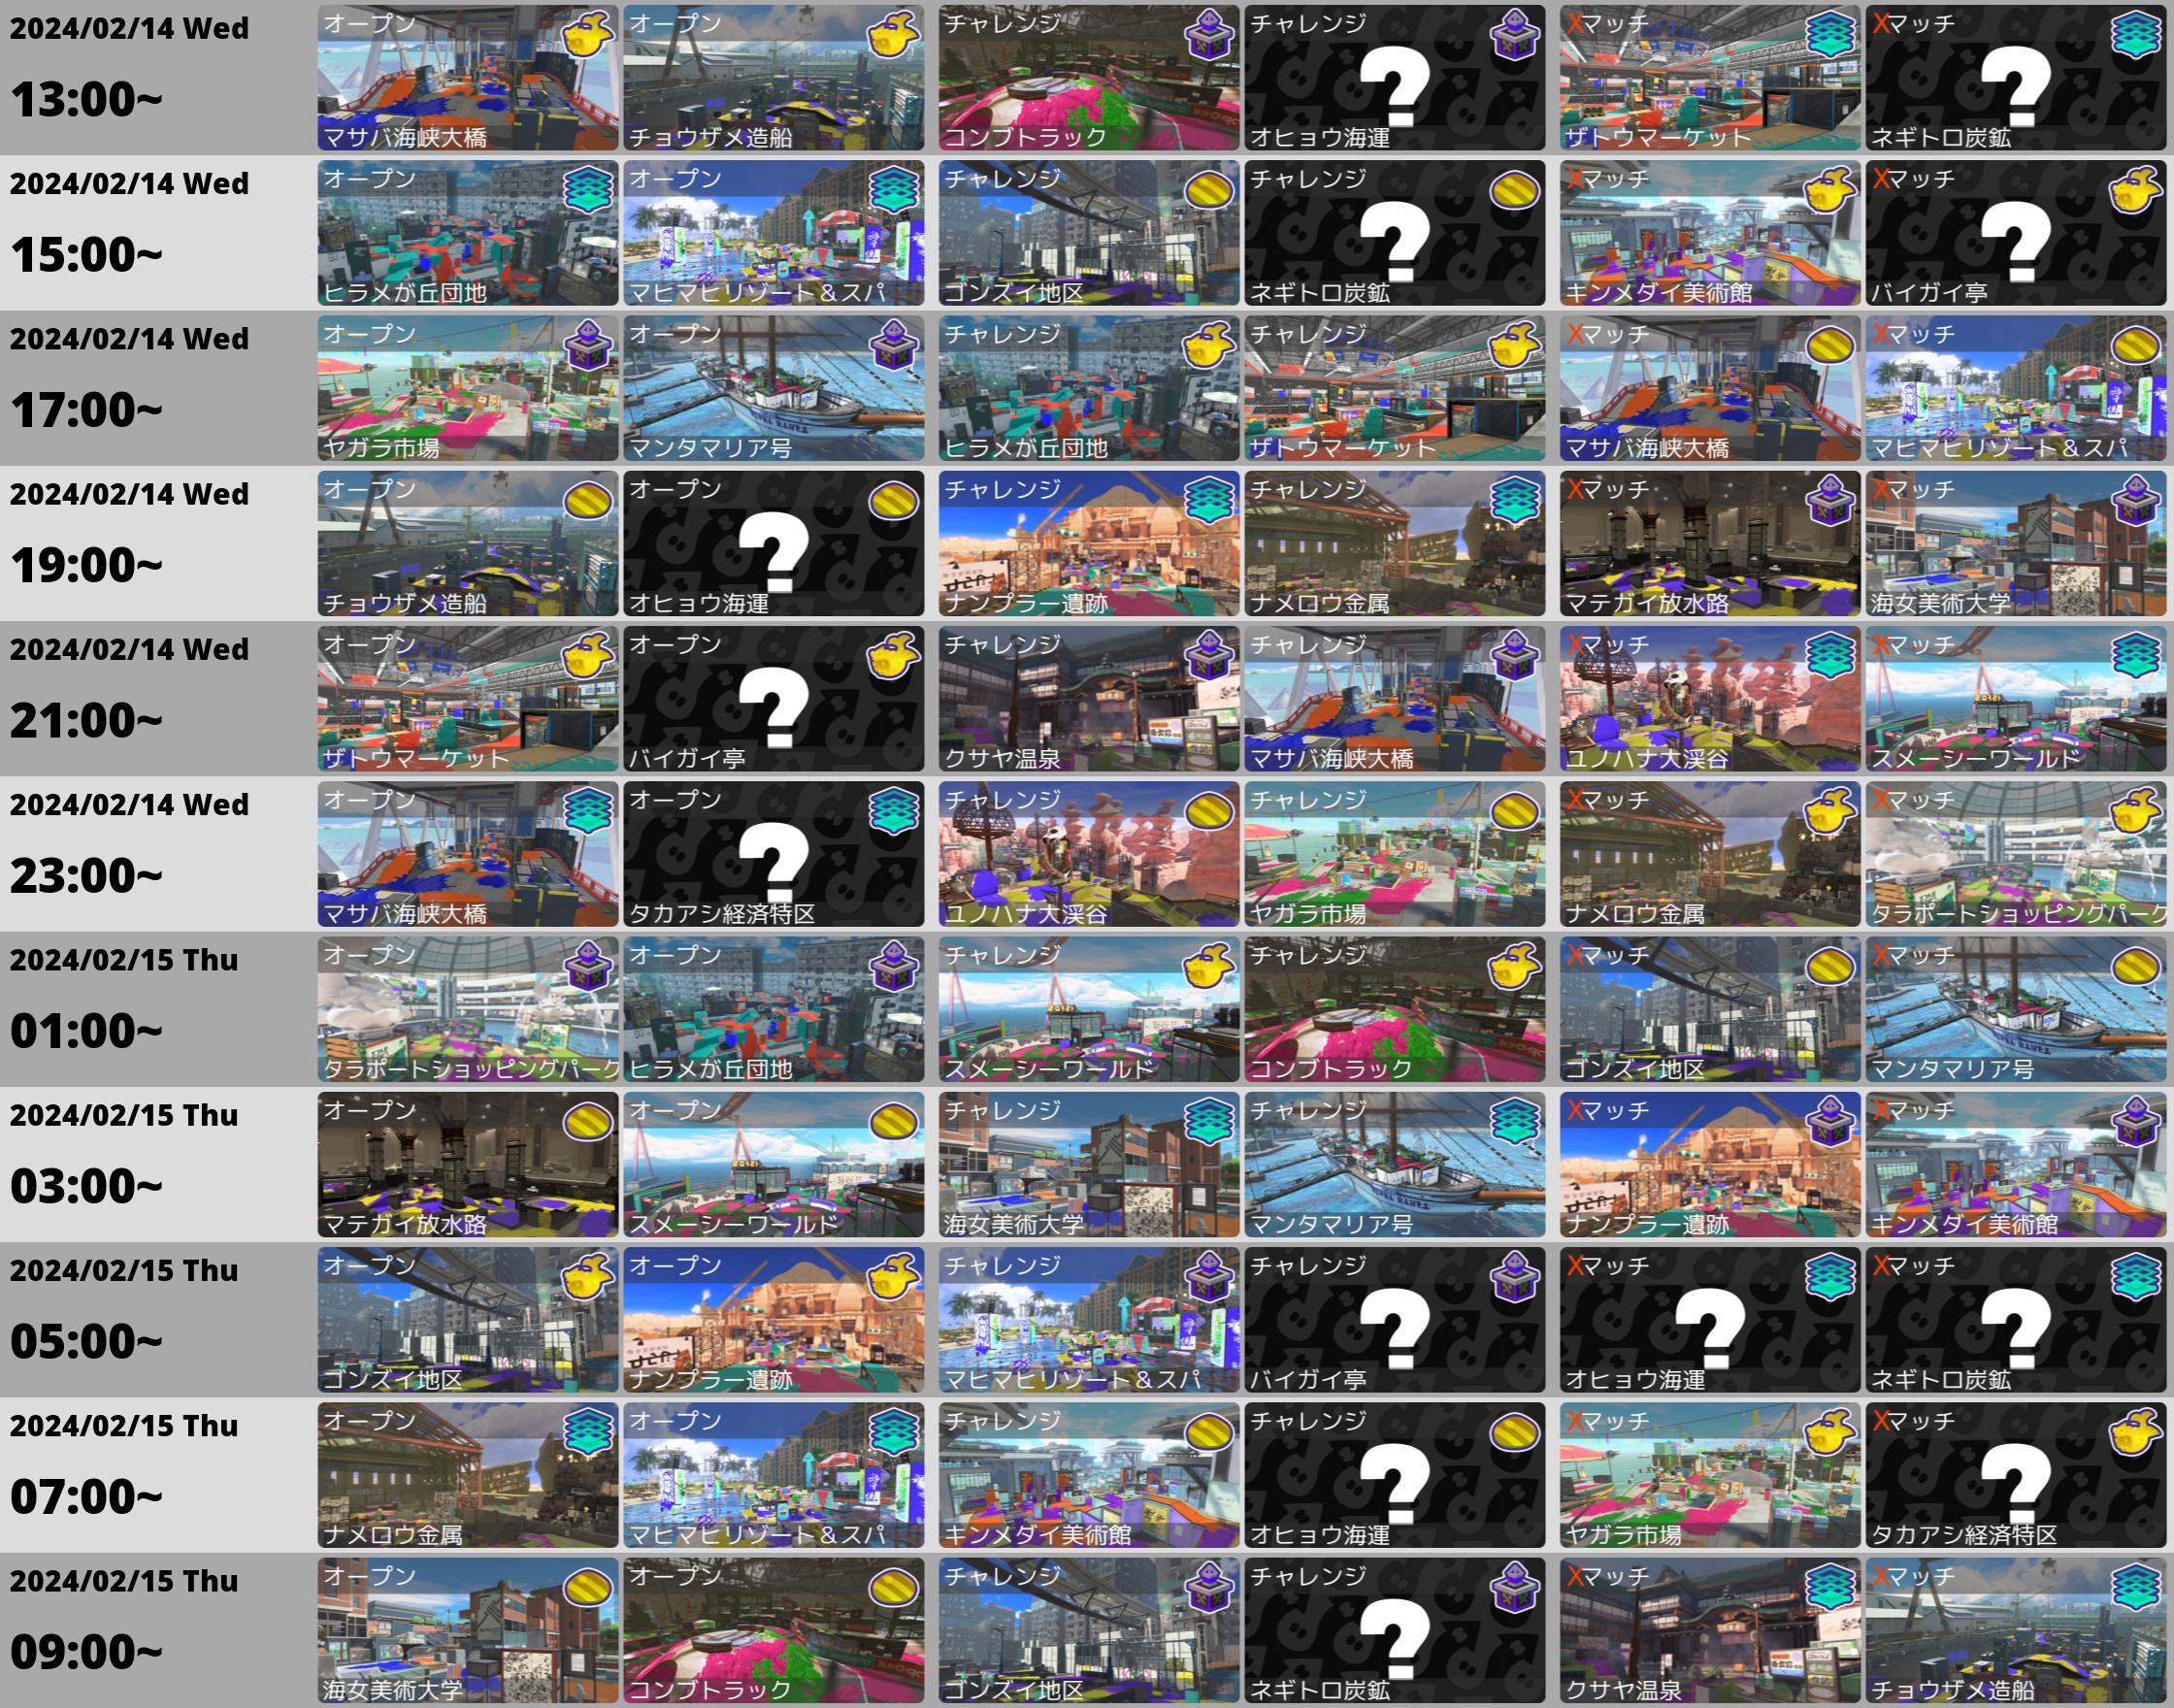 2024/02/14 Wed
13:00~
オープン オープン チャレンジ チャレンジ Xマッチ Xマッチ
マサバ海峡大橋 チョウザメ造船 コンブトラック オヒョウ海運 ザトウマーケット ネギトロ炭鉱
2024/02/14 Wed
15:00~
オープン オープン チャレンジ チャレンジ Xマッチ Xマッチ
ヒラメが丘団地 マヒマヒリゾート＆スパ ゴンズイ地区 ネギトロ炭鉱 キンメダイ美術館 バイガイ亭
2024/02/14 Wed
17:00~
オープン オープン チャレンジ チャレンジ Xマッチ Xマッチ
ヤガラ市場 マンタマリア号 ヒラメが丘団地 ザトウマーケット マサバ海峡大橋 マヒマヒリゾート＆スパ
2024/02/14 Wed
19:00~
オープン オープン チャレンジ チャレンジ Xマッチ Xマッチ
チョウザメ造船 オヒョウ海運 ナンプラー遺跡 ナメロウ金属 マテガイ放水路 海女美術大学
2024/02/14 Wed
21:00~
オープン オープン チャレンジ チャレンジ Xマッチ Xマッチ
ザトウマーケット バイガイ亭 クサヤ温泉 マサバ海峡大橋 ユノハナ大渓谷 スメーシーワールド
2024/02/14 Wed
23:00~
オープン オープン チャレンジ チャレンジ Xマッチ Xマッチ
マサバ海峡大橋 タカアシ経済特区 ユノハナ大渓谷 ヤガラ市場 ナメロウ金属 タラポートショッピングパーク
2024/02/15 Thu
01:00~
オープン オープン チャレンジ チャレンジ Xマッチ Xマッチ
タラポートショッピングパーク ヒラメが丘団地 スメーシーワールド コンブトラック ゴンズイ地区 マンタマリア号
2024/02/15 Thu
03:00~
オープン オープン チャレンジ チャレンジ Xマッチ Xマッチ
マテガイ放水路 スメーシーワールド 海女美術大学 マンタマリア号 ナンプラー遺跡 キンメダイ美術館
2024/02/15 Thu
05:00~
オープン オープン チャレンジ チャレンジ Xマッチ Xマッチ
ゴンズイ地区 ナンプラー遺跡 マヒマヒリゾート＆スパ バイガイ亭 オヒョウ海運 ネギトロ炭鉱
2024/02/15 Thu
07:00~
オープン オープン チャレンジ チャレンジ Xマッチ Xマッチ
ナメロウ金属 マヒマヒリゾート＆スパ キンメダイ美術館 オヒョウ海運 ヤガラ市場 タカアシ経済特区
2024/02/15 Thu
09:00~
オープン オープン チャレンジ チャレンジ Xマッチ Xマッチ
海女美術大学 コンブトラック ゴンズイ地区 ネギトロ炭鉱 クサヤ温泉 チョウザメ造船